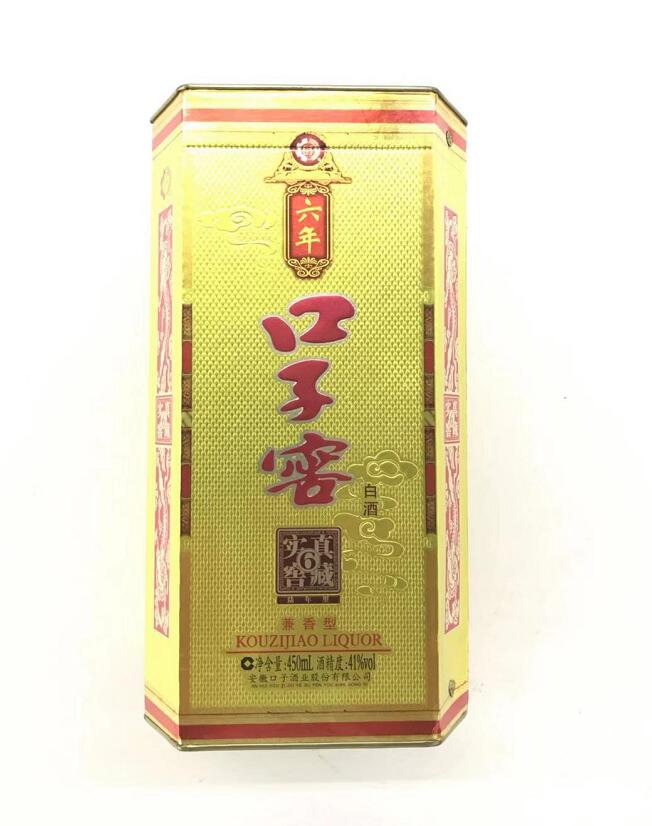 六年
口子窖
白酒
真藏
实窖
6
兼香型
KOUZIJIAO LIQUOR
净含量:450mL 酒精度:41%vol
安徽口子酒业股份有限公司